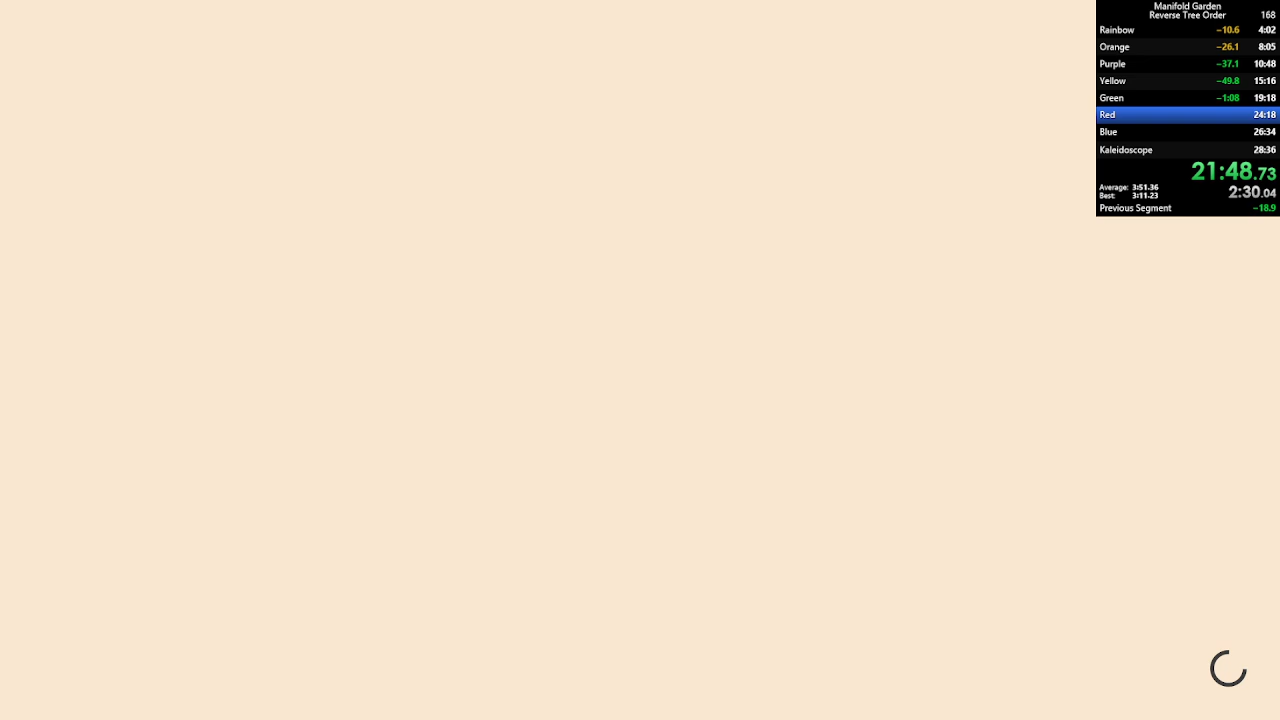 Manifold Garden
Reverse Tree Order 168
Rainbow −10.6 4:02
Orange −26.1 8:05
Purple −37.1 10:48
Yellow −49.8 15:16
Green −1:08 19:18
Red 24:18
Blue 26:34
Kaleidoscope 28:36
21:48.73
Average: 3:51.36
2:30.04
Best: 3:11.23
Previous Segment −18.9